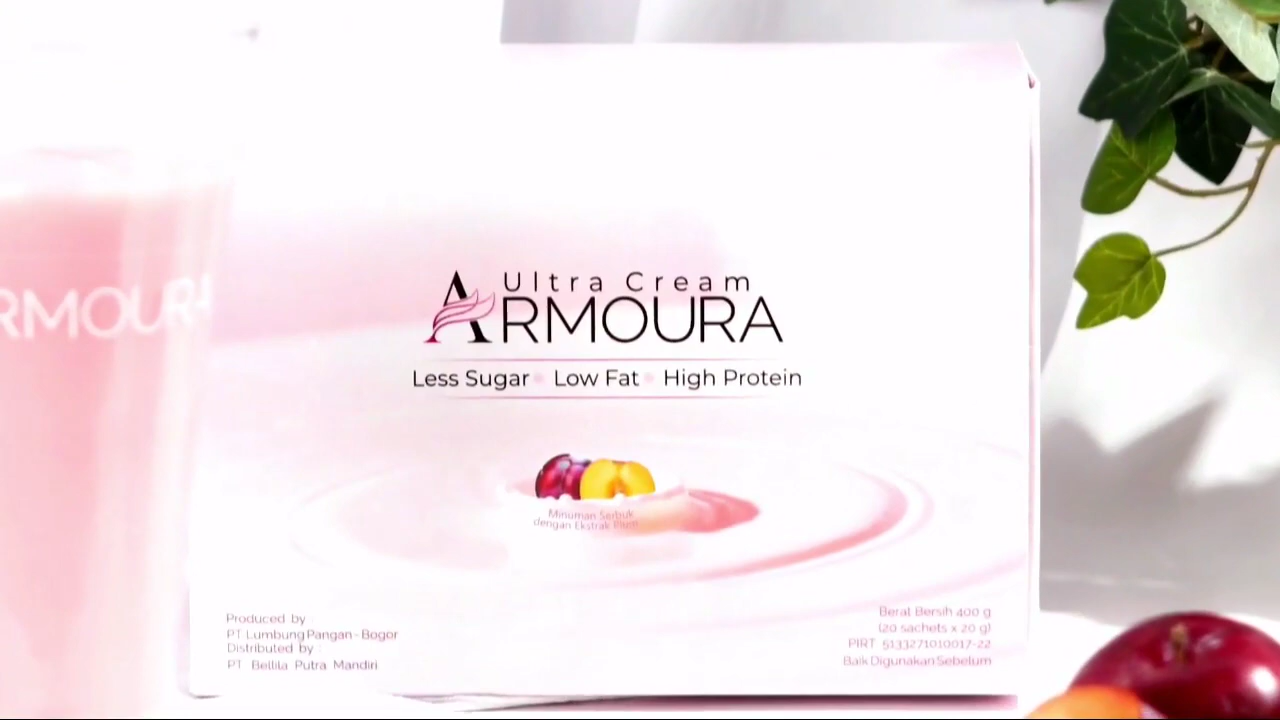 RMOURA
Ultra Cream
ARMOURA
Less Sugar Low Fat High Protein
Minuman Serbuk
dengan Ekstrak Plum
Produced by
PT Lumbung Pangan - Bogor
Distributed by
PT Bellila Putra Mandiri
Berat Bersih 400 g
(20 sachets x 20 g)
PIRT 5133271010017-22
Baik Digunakan Sebelum